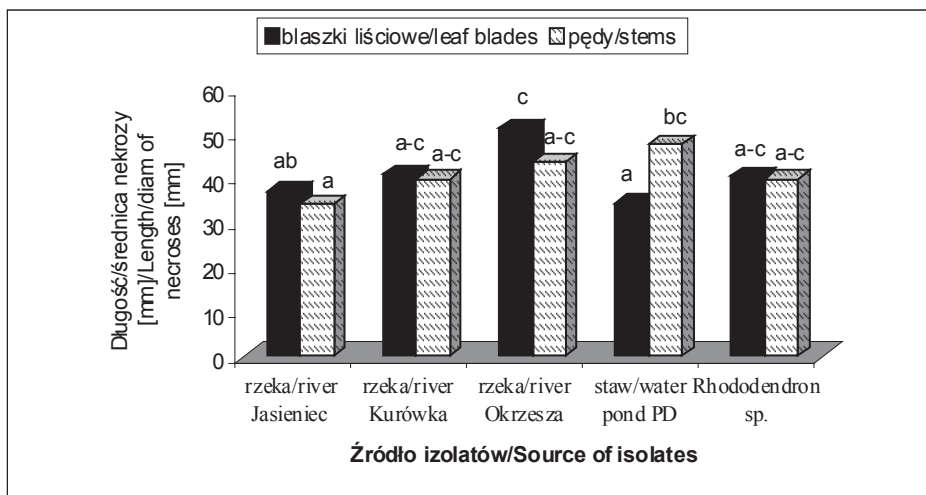 blaszki liściowe/leaf blades pędy/stems
Długość/średnica nekrozy
[mm]/Length/diam of
necroses [mm]
60
50
40
30
20
10
0
ab a a-c a-c c a-c a bc a-c a-c
rzeka/river rzeka/river rzeka/river staw/water Rhododendron
Jasieniec Kurówka Okrzesza pond PD sp.
Źródło izolatów/Source of isolates